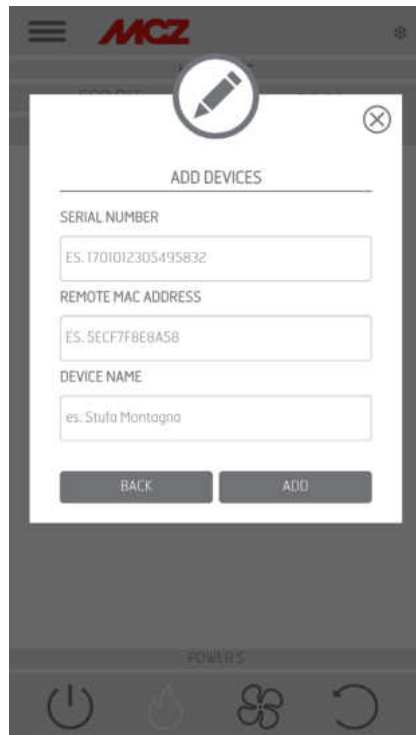 MCZ
ADD DEVICES
SERIAL NUMBER
ES. 1701012305495832
REMOTE MAC ADDRESS
ES. 5ECF7F8E8A58
DEVICE NAME
es. Stufa Montagna
BACK
ADD
POWER 5